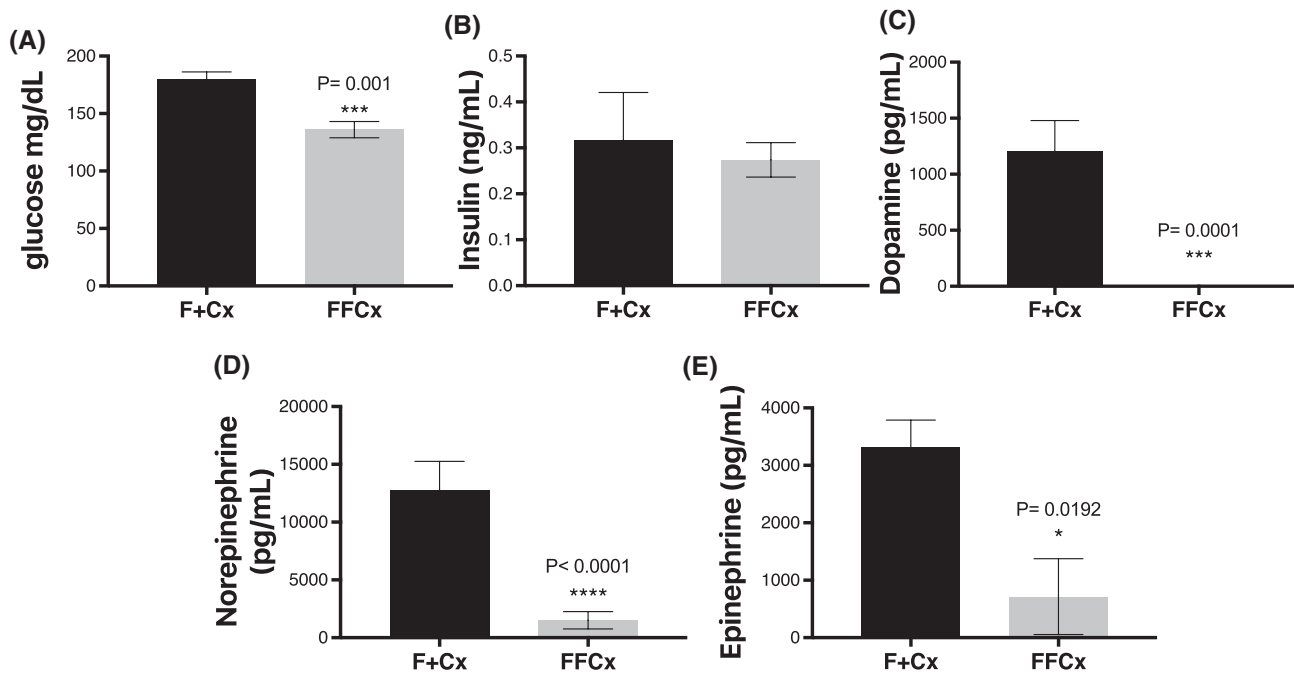 (A)
glucose mg/dL
200
150
100
50
0
P= 0.001
***
F+Cx FFCx
(B)
Insulin (ng/mL)
0.5
0.4
0.3
0.2
0.1
0.0
F+Cx FFCx
(C)
Dopamine (pg/mL)
2000
1500
1000
500
0
P= 0.0001
***
F+Cx FFCx
(D)
Norepinephrine
(pg/mL)
20000
15000
10000
5000
0
P< 0.0001
****
F+Cx FFCx
(E)
Epinephrine (pg/mL)
4000
3000
2000
1000
0
P= 0.0192
*
F+Cx FFCx